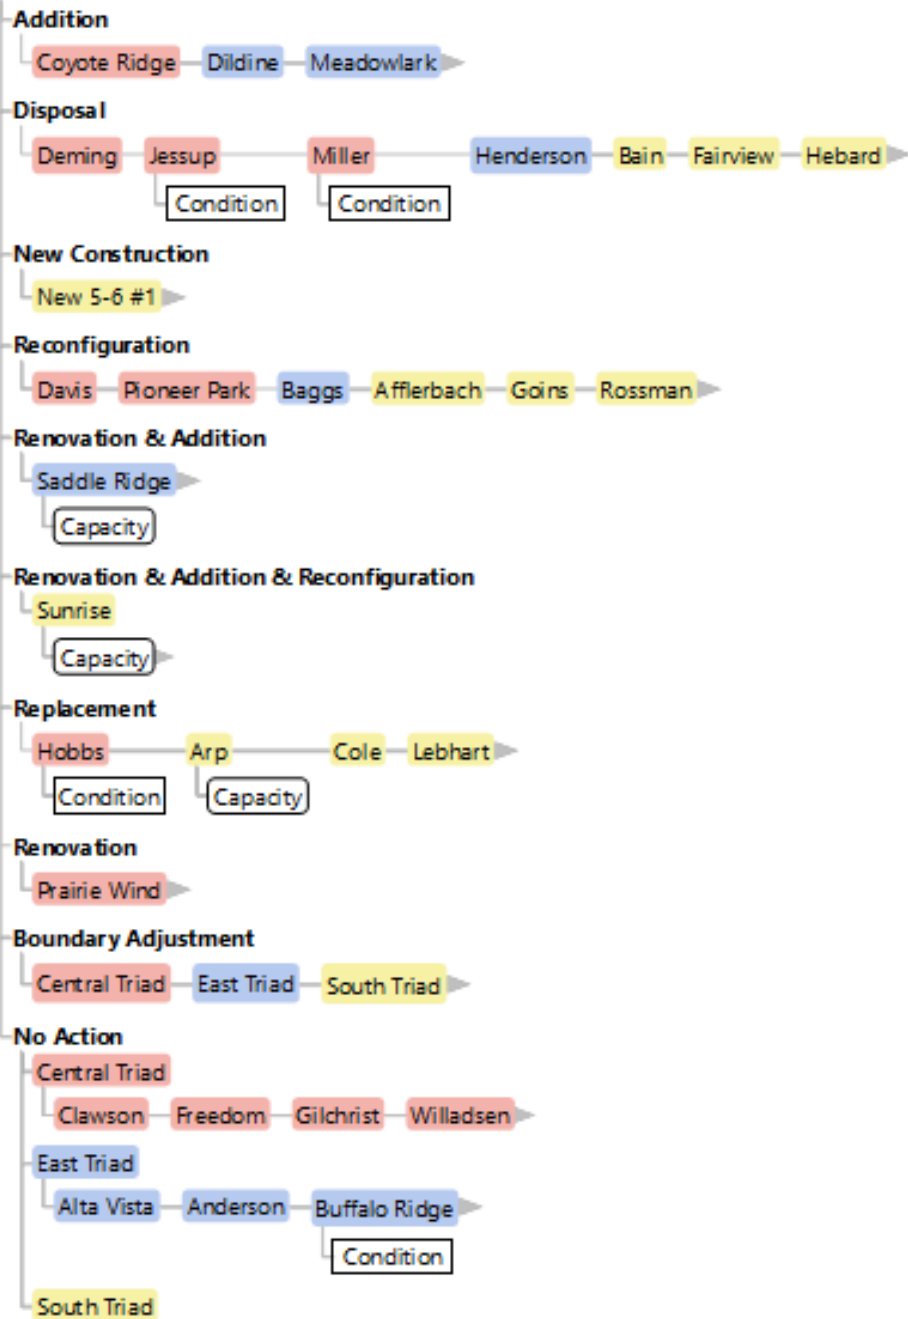 Addition
Coyote Ridge Dildine Meadowlark
Disposal
Deming Jessup Miller Henderson Bain Fairview Hebard
Condition Condition
New Construction
New 5-6 #1
Reconfiguration
Davis Pioneer Park Baggs Afflerbach Goins Rossman
Renovation & Addition
Saddle Ridge
Capacity
Renovation & Addition & Reconfiguration
Sunrise
Capacity
Replacement
Hobbs Arp Cole Lebhart
Condition Capacity
Renovation
Prairie Wind
Boundary Adjustment
Central Triad East Triad South Triad
No Action
Central Triad
Clawson Freedom Gilchrist Willadsen
East Triad
Alta Vista Anderson Buffalo Ridge
Condition
South Triad